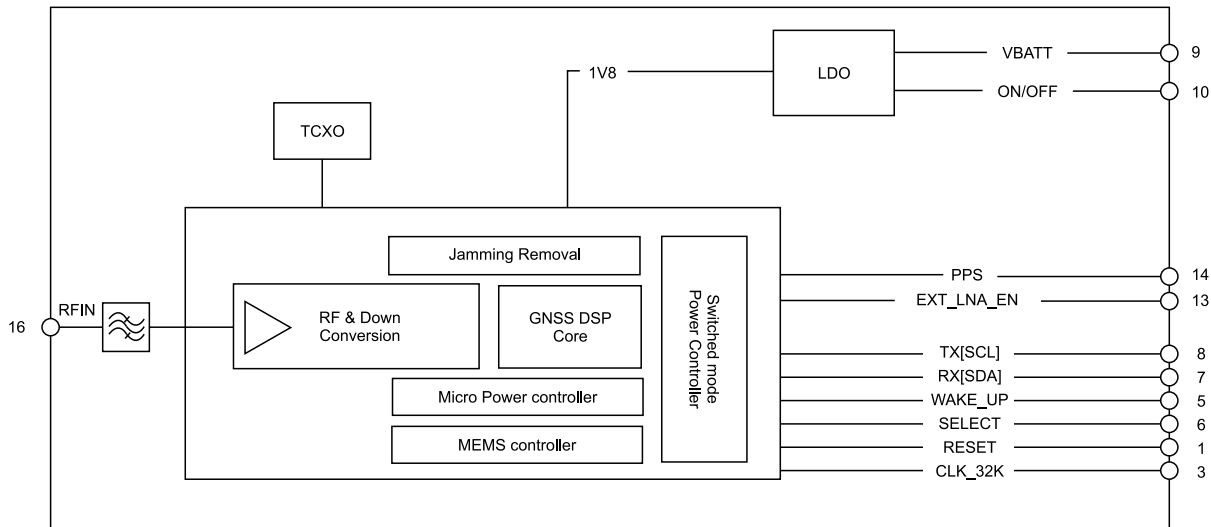 VBATT 9
1V8 LDO
ON/OFF 10
TCXO
Jamming Removal
Switched mode
Power Controller
PPS 14
EXT_LNA_EN 13
16 RFIN
RF & Down
Conversion
GNSS DSP
Core
TX[SCL] 8
RX[SDA] 7
Micro Power controller
WAKE_UP 5
SELECT 6
MEMS controller
RESET 1
CLK_32K 3